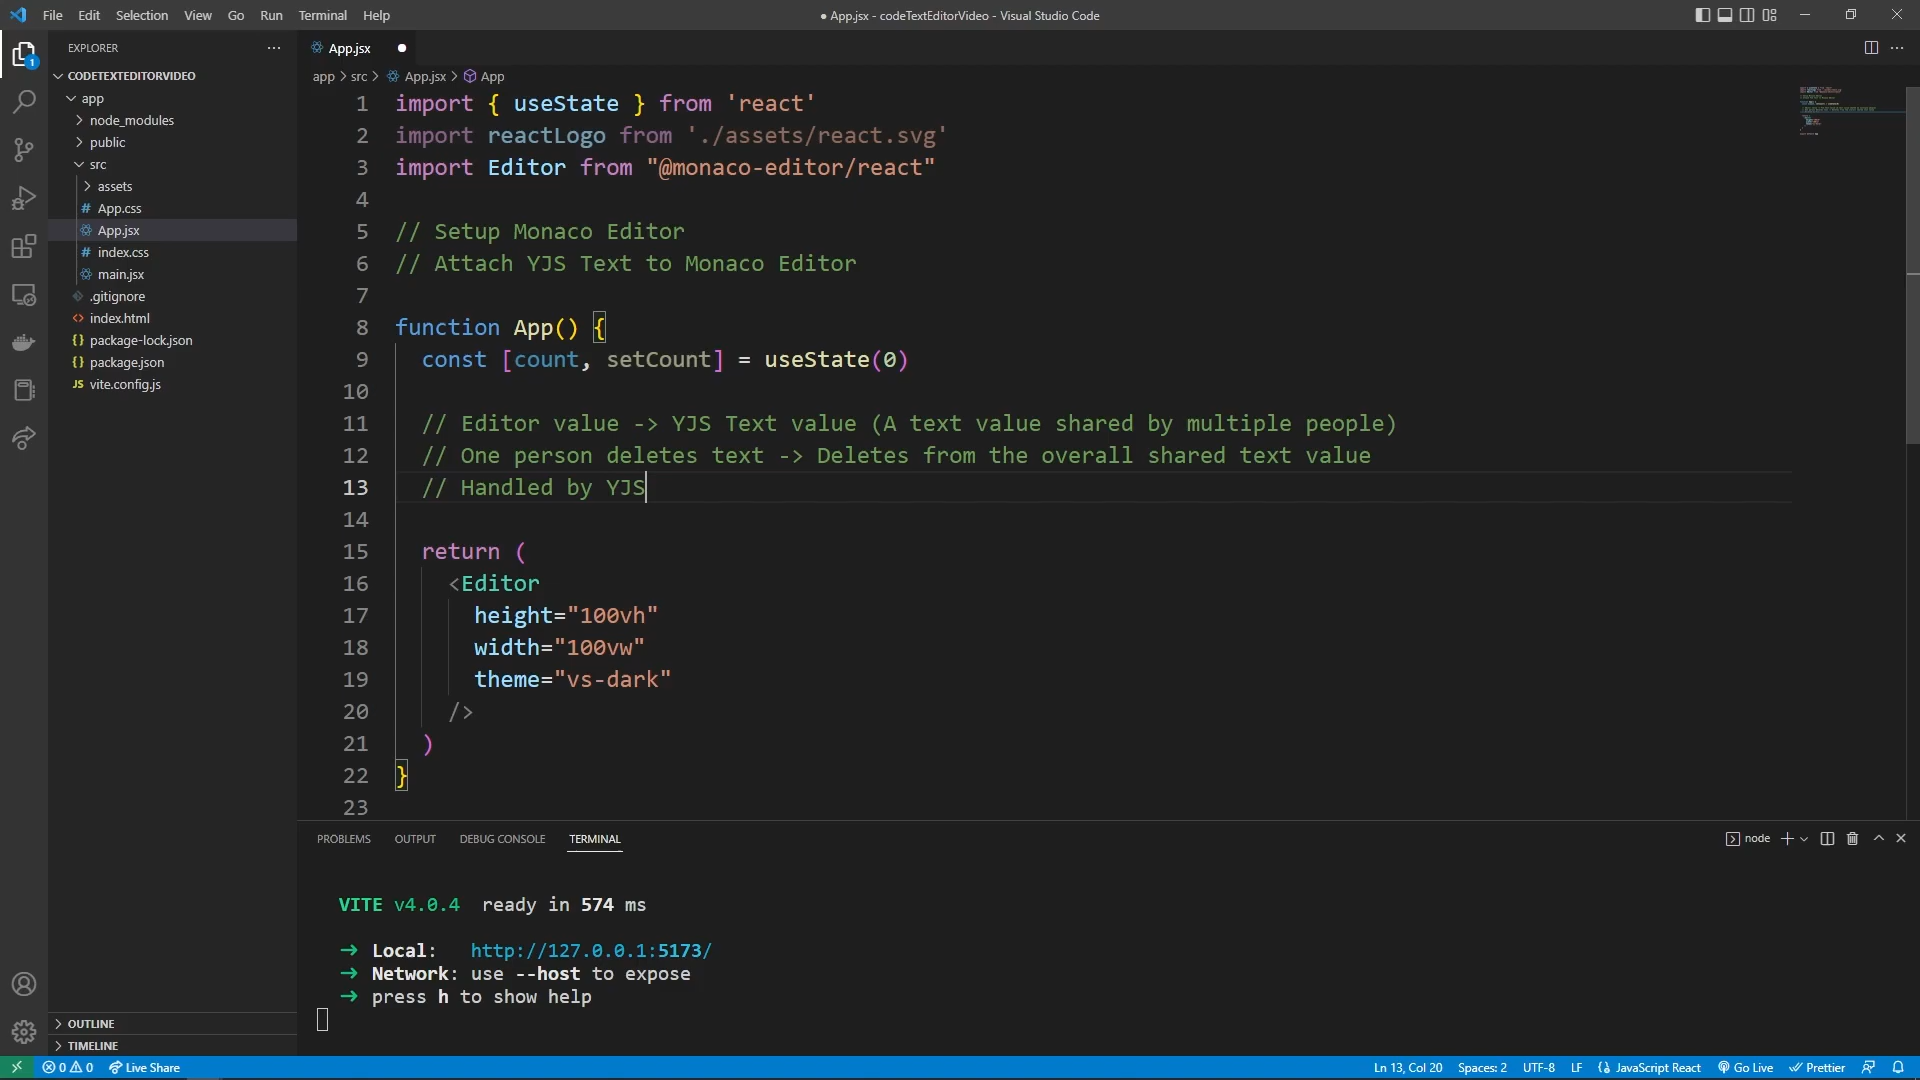 File Edit Selection View Go Run Terminal Help
● App.jsx - codeTextEditorVideo - Visual Studio Code
EXPLORER
CODETEXTEDITORVIDEO
app
node_modules
public
src
assets
# App.css
App.jsx
# index.css
main.jsx
.gitignore
<> index.html
{} package-lock.json
{} package.json
JS vite.config.js
OUTLINE
TIMELINE
1
App.jsx
app > src > App.jsx > App
1 import { useState } from 'react'
2 import reactLogo from './assets/react.svg'
3 import Editor from "@monaco-editor/react"
4
5 // Setup Monaco Editor
6 // Attach YJS Text to Monaco Editor
7
8 function App() {
9 const [count, setCount] = useState(0)
10
11 // Editor value -> YJS Text value (A text value shared by multiple people)
12 // One person deletes text -> Deletes from the overall shared text value
13 // Handled by YJS
14
15 return (
16 <Editor
17 height="100vh"
18 width="100vw"
19 theme="vs-dark"
20 />
21 )
22 }
23
PROBLEMS OUTPUT DEBUG CONSOLE TERMINAL
node
VITE v4.0.4 ready in 574 ms
➜ Local: http://127.0.0.1:5173/
➜ Network: use --host to expose
➜ press h to show help
0 0 Live Share
Ln 13, Col 20 Spaces: 2 UTF-8 LF {} JavaScript React Go Live Prettier